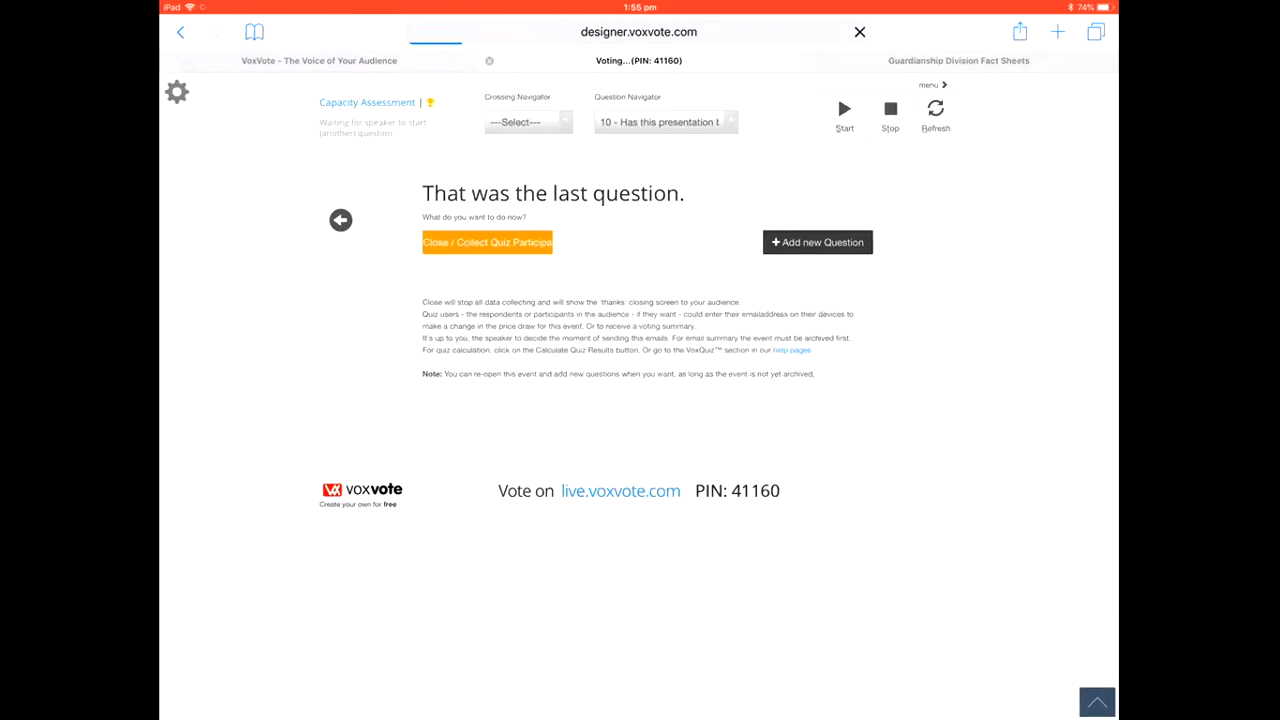 iPad
1:55 pm
74%
designer.voxvote.com
VoxVote - The Voice of Your Audience
Voting...(PIN: 41160)
Guardianship Division Fact Sheets
menu
Capacity Assessment |
Waiting for speaker to start
(another) question
Crossing Navigator
---Select---
Question Navigator
10 - Has this presentation b
Start
Stop
Refresh
That was the last question.
What do you want to do now?
Close / Collect Quiz Participa
+ Add new Question
Close will stop all data collecting and will show the 'thanks' closing screen to your audience.
Quiz users - the respondents or participants in the audience - if they want - could enter their emailaddress on their devices to
make a change in the price draw for this event. Or to receive a voting summary.
It's up to you, the speaker to decide the moment of sending this emails. For email summary the event must be archived first.
For quiz calculation, click on the Calculate Quiz Results button. Or go to the VoxQuiz™ section in our help pages.
Note: You can re-open this event and add new questions when you want, as long as the event is not yet archived.
VX voxvote
Create your own for free
Vote on live.voxvote.com PIN: 41160